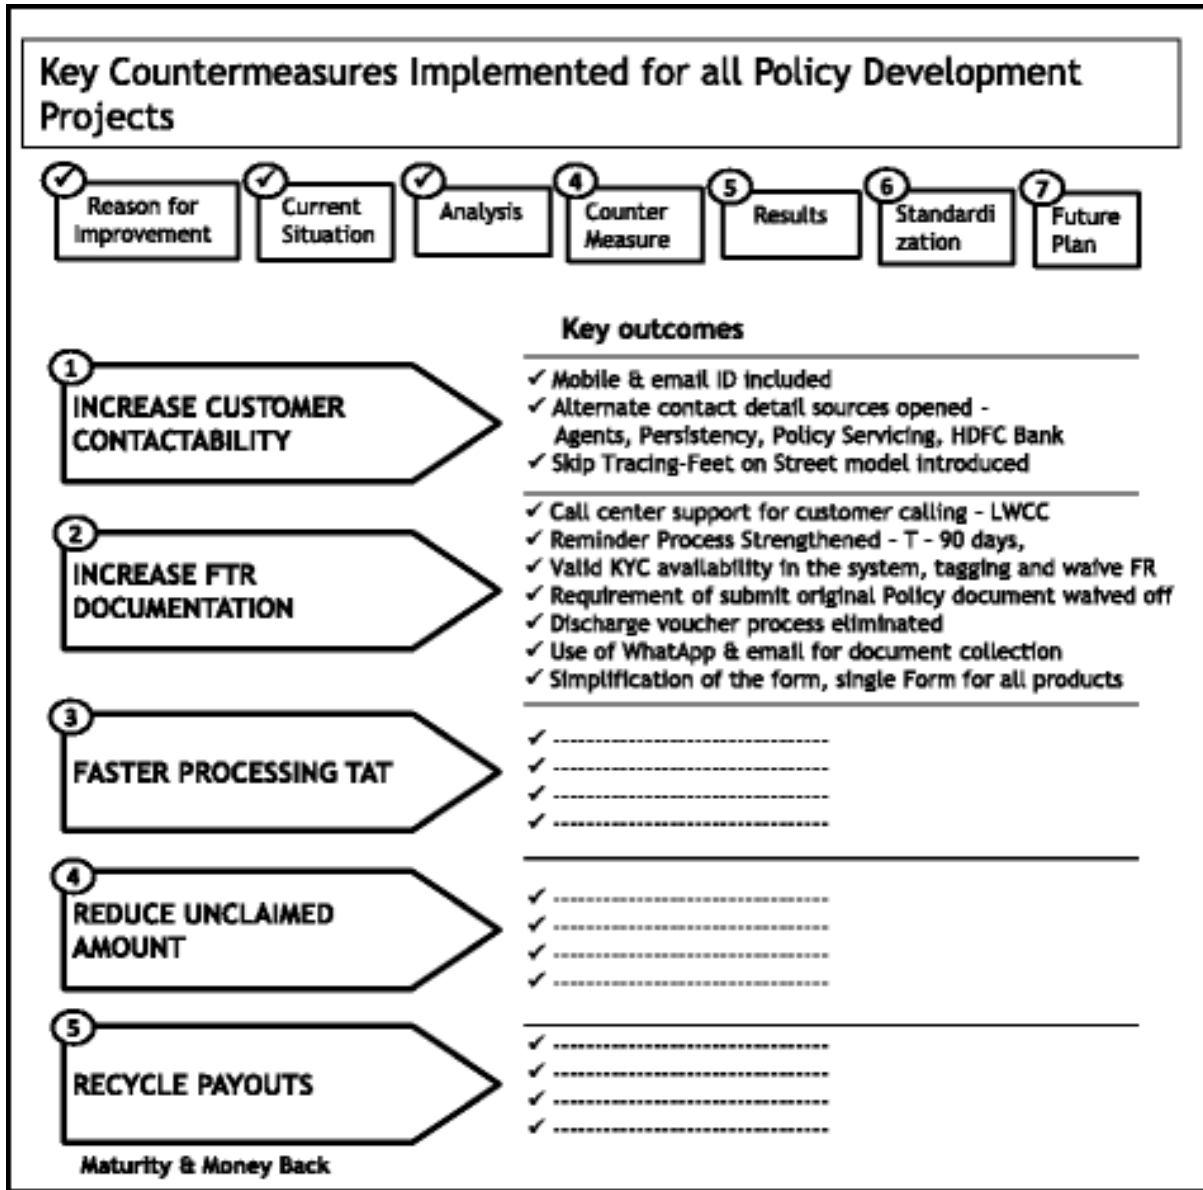 Key Countermeasures Implemented for all Policy Development
Projects
✓ Reason for
Improvement
✓ Current
Situation
✓ Analysis
4 Counter
Measure
5 Results
6 Standardi
zation
7 Future
Plan
Key outcomes
1
INCREASE CUSTOMER
CONTACTABILITY
✓ Mobile & email ID included
✓ Alternate contact detail sources opened -
Agents, Persistency, Policy Servicing, HDFC Bank
✓ Skip Tracing-Feet on Street model introduced
2
INCREASE FTR
DOCUMENTATION
✓ Call center support for customer calling - LWCC
✓ Reminder Process Strengthened - T - 90 days,
✓ Valid KYC availability in the system, tagging and waive FR
✓ Requirement of submit original Policy document waived off
✓ Discharge voucher process eliminated
✓ Use of WhatApp & email for document collection
✓ Simplification of the form, single Form for all products
3
FASTER PROCESSING TAT
✓ ------------------------------
✓ ------------------------------
✓ ------------------------------
✓ ------------------------------
4
REDUCE UNCLAIMED
AMOUNT
✓ ------------------------------
✓ ------------------------------
✓ ------------------------------
✓ ------------------------------
5
RECYCLE PAYOUTS
✓ ------------------------------
✓ ------------------------------
✓ ------------------------------
✓ ------------------------------
Maturity & Money Back